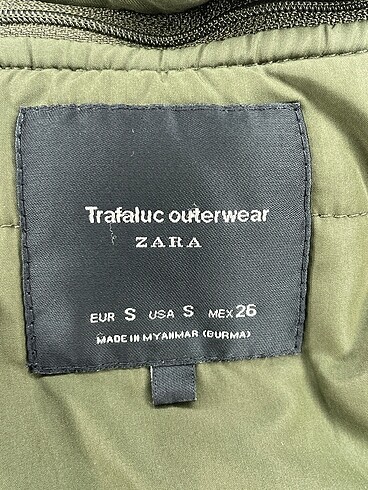 Trafaluc outerwear
ZARA
EUR S USA S MEX 26
MADE IN MYANMAR (BURMA)